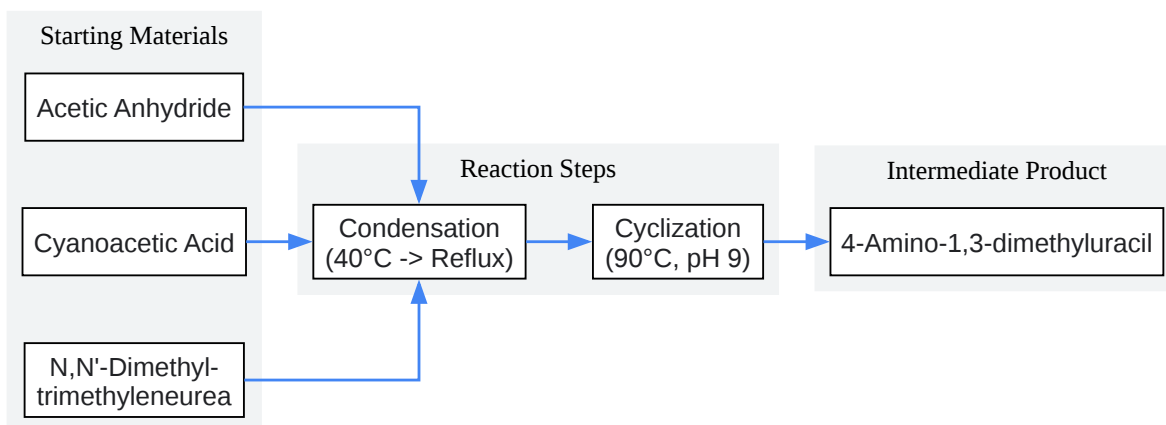 Starting Materials
Acetic Anhydride
Cyanoacetic Acid
N,N'-Dimethyl-
trimethyleneurea
Reaction Steps
Condensation
(40°C -> Reflux)
Cyclization
(90°C, pH 9)
Intermediate Product
4-Amino-1,3-dimethyluracil